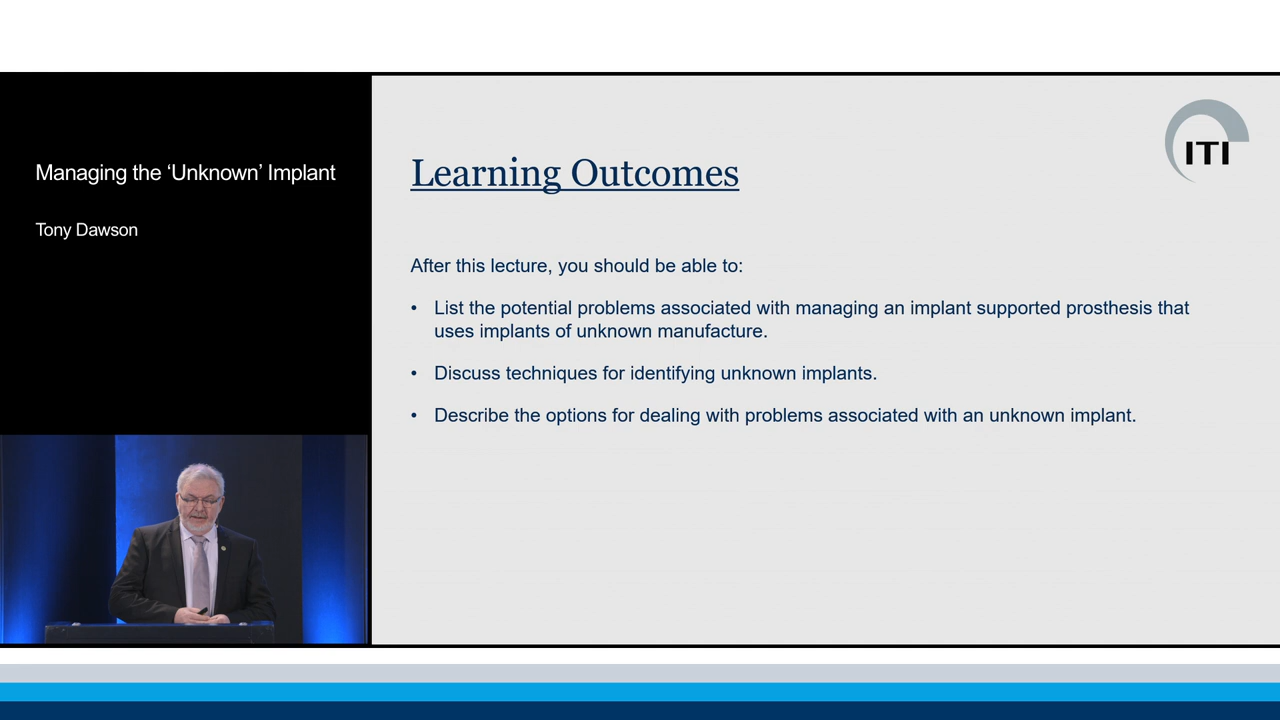 Managing the ‘Unknown’ Implant
Tony Dawson
ITI
Learning Outcomes
After this lecture, you should be able to:
• List the potential problems associated with managing an implant supported prosthesis that
uses implants of unknown manufacture.
• Discuss techniques for identifying unknown implants.
• Describe the options for dealing with problems associated with an unknown implant.